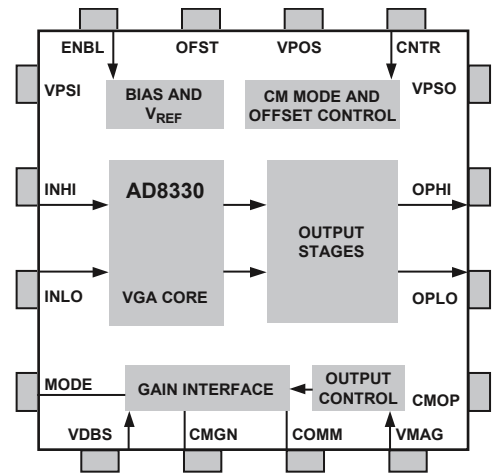 ENBL OFST VPOS CNTR
VPSI
BIAS AND
VREF
CM MODE AND
OFFSET CONTROL
VPSO
INHI
AD8330
VGA CORE
OUTPUT
STAGES
OPHI
INLO
OPLO
MODE
GAIN INTERFACE
OUTPUT
CONTROL
CMOP
VDBS CMGN COMM VMAG